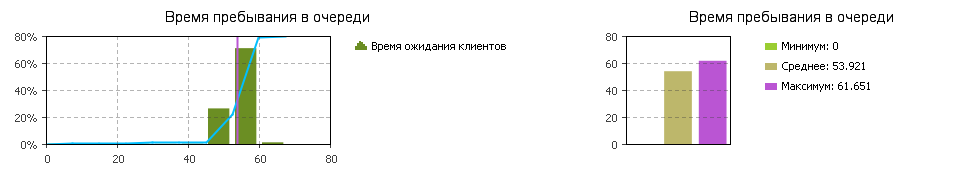 Время пребывания в очереди
80%
60%
40%
20%
0%
0
20
40
60
80
Время ожидания клиентов
Время пребывания в очереди
80
60
40
20
0
Минимум: 0
Среднее: 53.921
Максимум: 61.651